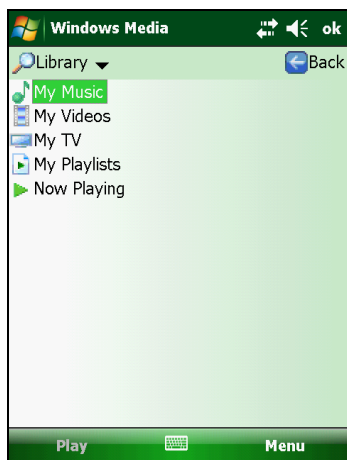 Windows Media ok
Library Back
My Music
My Videos
My TV
My Playlists
Now Playing
Play Menu